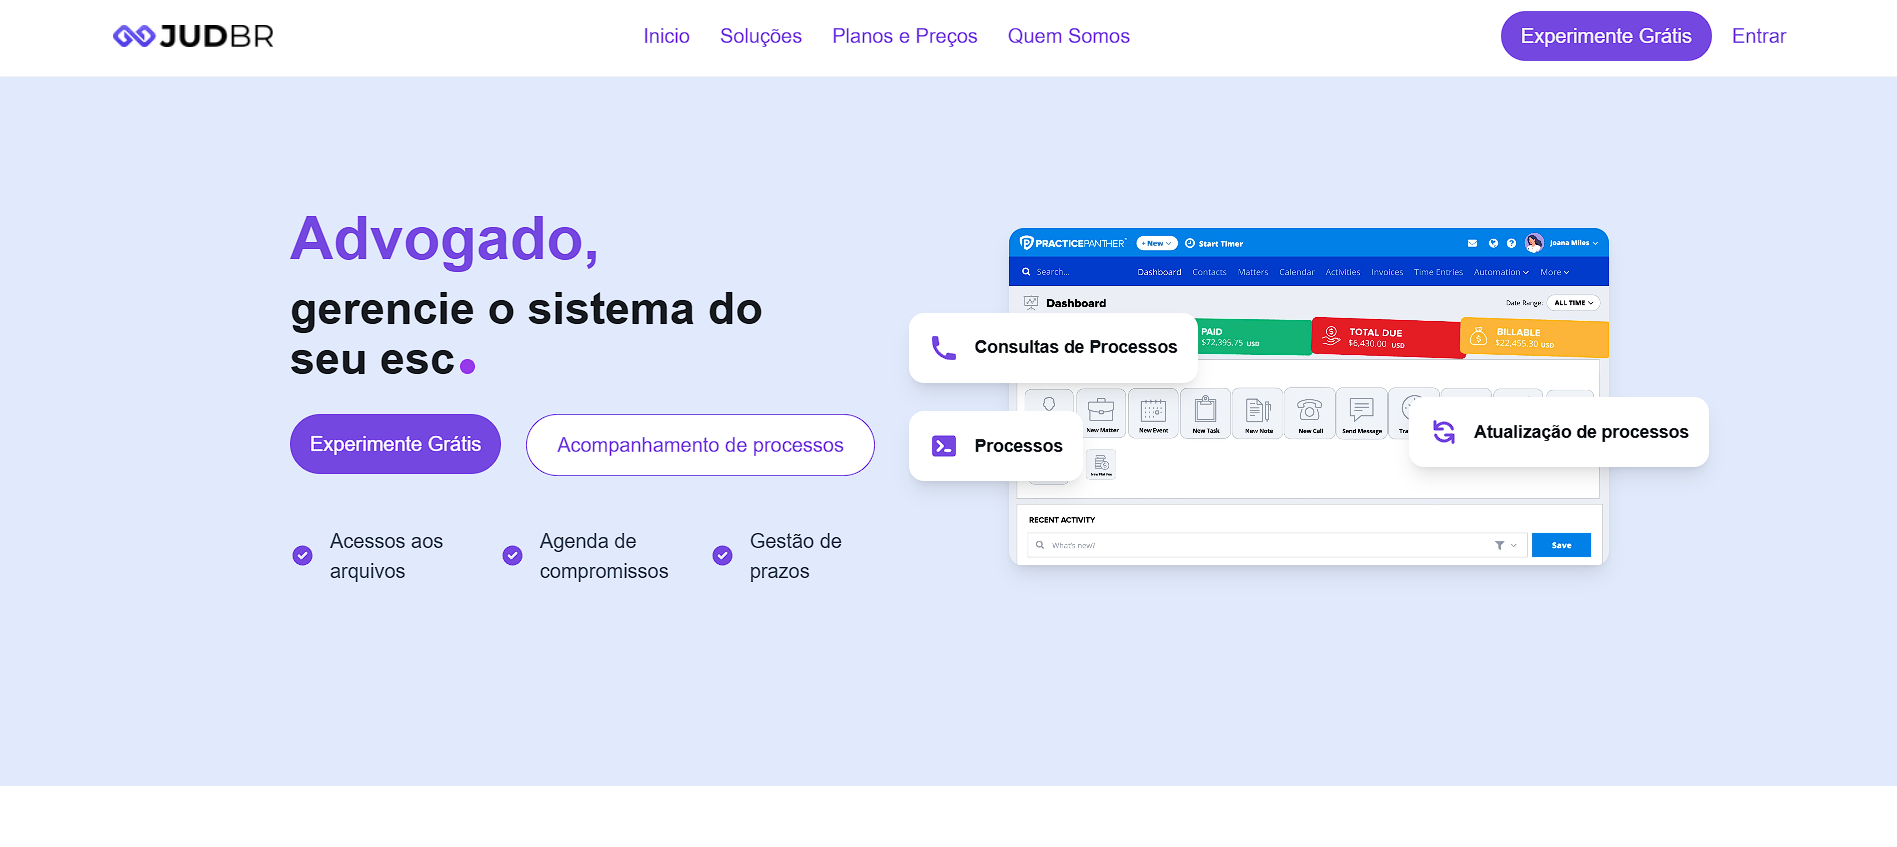 JUDBR
Inicio
Soluções
Planos e Preços
Quem Somos
Experimente Grátis
Entrar
Advogado,
gerencie o sistema do
seu esc
Experimente Grátis
Acompanhamento de processos
Acessos aos
arquivos
Agenda de
compromissos
Gestão de
prazos
PRACTICEPANTHER
+ New
Start Timer
Joana Miles
Search...
Dashboard
Contacts
Matters
Calendar
Activities
Invoices
Time Entries
Automation
More
Dashboard
Date Range:
ALL TIME
PAID
$72,395.75 USD
TOTAL DUE
$6,430.00 USD
BILLABLE
$22,455.30 USD
Consultas de Processos
New Matter
New Event
New Task
New Note
New Call
Send Message
Processos
Atualização de processos
RECENT ACTIVITY
What's new?
Save